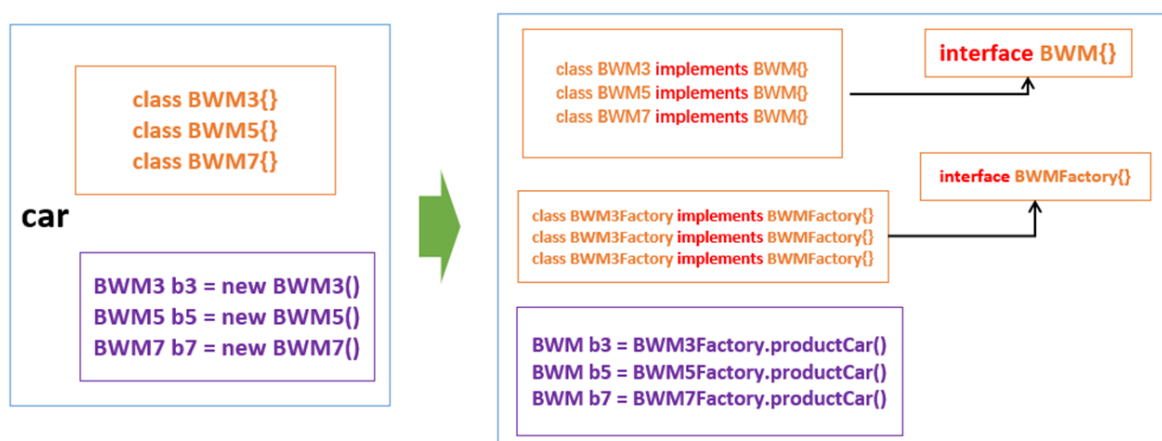 class BWM3{}
class BWM5{}
class BWM7{}
car
BWM3 b3 = new BWM3()
BWM5 b5 = new BWM5()
BWM7 b7 = new BWM7()
class BWM3 implements BWM{}
class BWM5 implements BWM{}
class BWM7 implements BWM{}
interface BWM{}
class BWM3Factory implements BWMFactory{}
class BWM3Factory implements BWMFactory{}
class BWM3Factory implements BWMFactory{}
interface BWMFactory{}
BWM b3 = BWM3Factory.productCar()
BWM b5 = BWM5Factory.productCar()
BWM b7 = BWM7Factory.productCar()